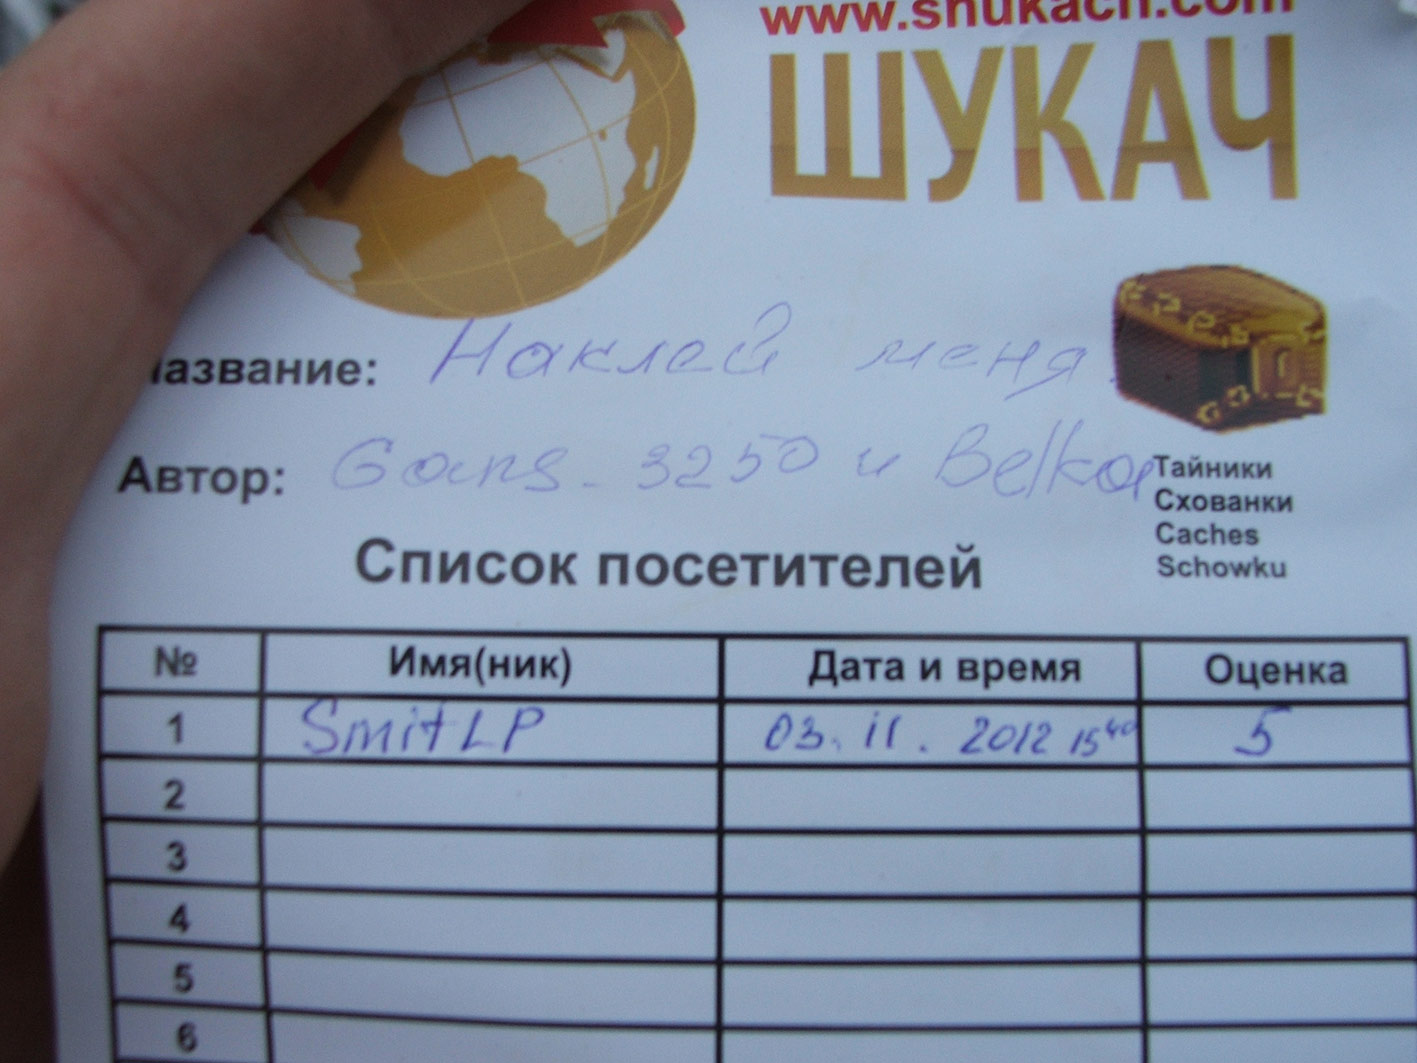 www.shukach.com
ШУКАЧ
Название: Наклей меня
Автор: Gans_3250 и Belka
Тайники
Схованки
Caches
Schowku
Список посетителей
№ Имя(ник) Дата и время Оценка
1 SmitLP 03.11.2012 15⁴⁰ 5
2
3
4
5
6